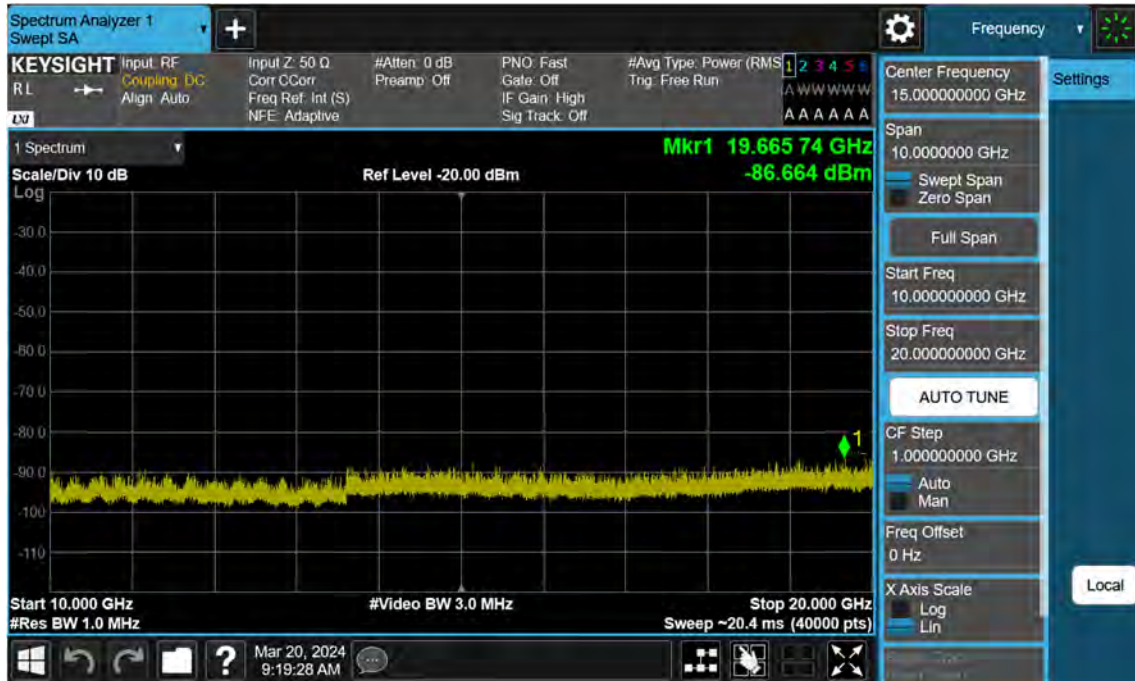 Spectrum Analyzer 1
Swept SA
+
Frequency
KEYSIGHT
R L
LXI
Input: RF
Coupling: DC
Align: Auto
Input Z: 50 Ω
Corr CCorr
Freq Ref: Int (S)
NFE: Adaptive
#Atten: 0 dB
Preamp: Off
PNO: Fast
Gate: Off
IF Gain: High
Sig Track: Off
#Avg Type: Power (RMS
Trig: Free Run
1 2 3 4 5 6
A W W W W W
A A A A A A
1 Spectrum
Scale/Div 10 dB
Ref Level -20.00 dBm
Mkr1 19.665 74 GHz
-86.664 dBm
Log
-30.0
-40.0
-50.0
-60.0
-70.0
-80.0
-90.0
-100
-110
1
Start 10.000 GHz
#Res BW 1.0 MHz
#Video BW 3.0 MHz
Stop 20.000 GHz
Sweep ~20.4 ms (40000 pts)
?
Mar 20, 2024
9:19:28 AM
Center Frequency
15.000000000 GHz
Span
10.0000000 GHz
Swept Span
Zero Span
Full Span
Start Freq
10.000000000 GHz
Stop Freq
20.000000000 GHz
AUTO TUNE
CF Step
1.000000000 GHz
Auto
Man
Freq Offset
0 Hz
X Axis Scale
Log
Lin
Settings
Local